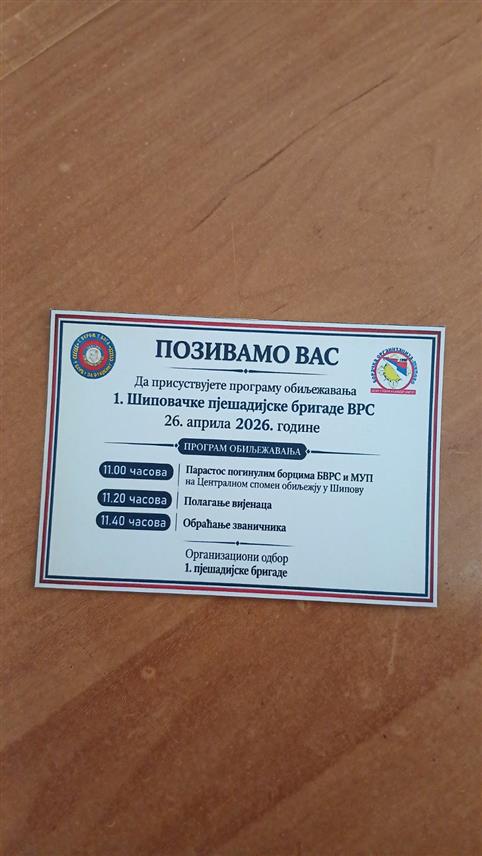 ПОЗИВАМО ВАС
Да присуствујете програму обиљежавања
1. Шиповачке пјешадијске бригаде ВРС
26. априла 2026. године
ПРОГРАМ ОБИЉЕЖАВАЊА
11.00 часова
Парастос погинулим борцима БВРС и МУП
на Централном спомен обиљежју у Шипову
11.20 часова
Полагање вијенаца
11.40 часова
Обраћање званичника
Организациони одбор
1. пјешадијске бригаде